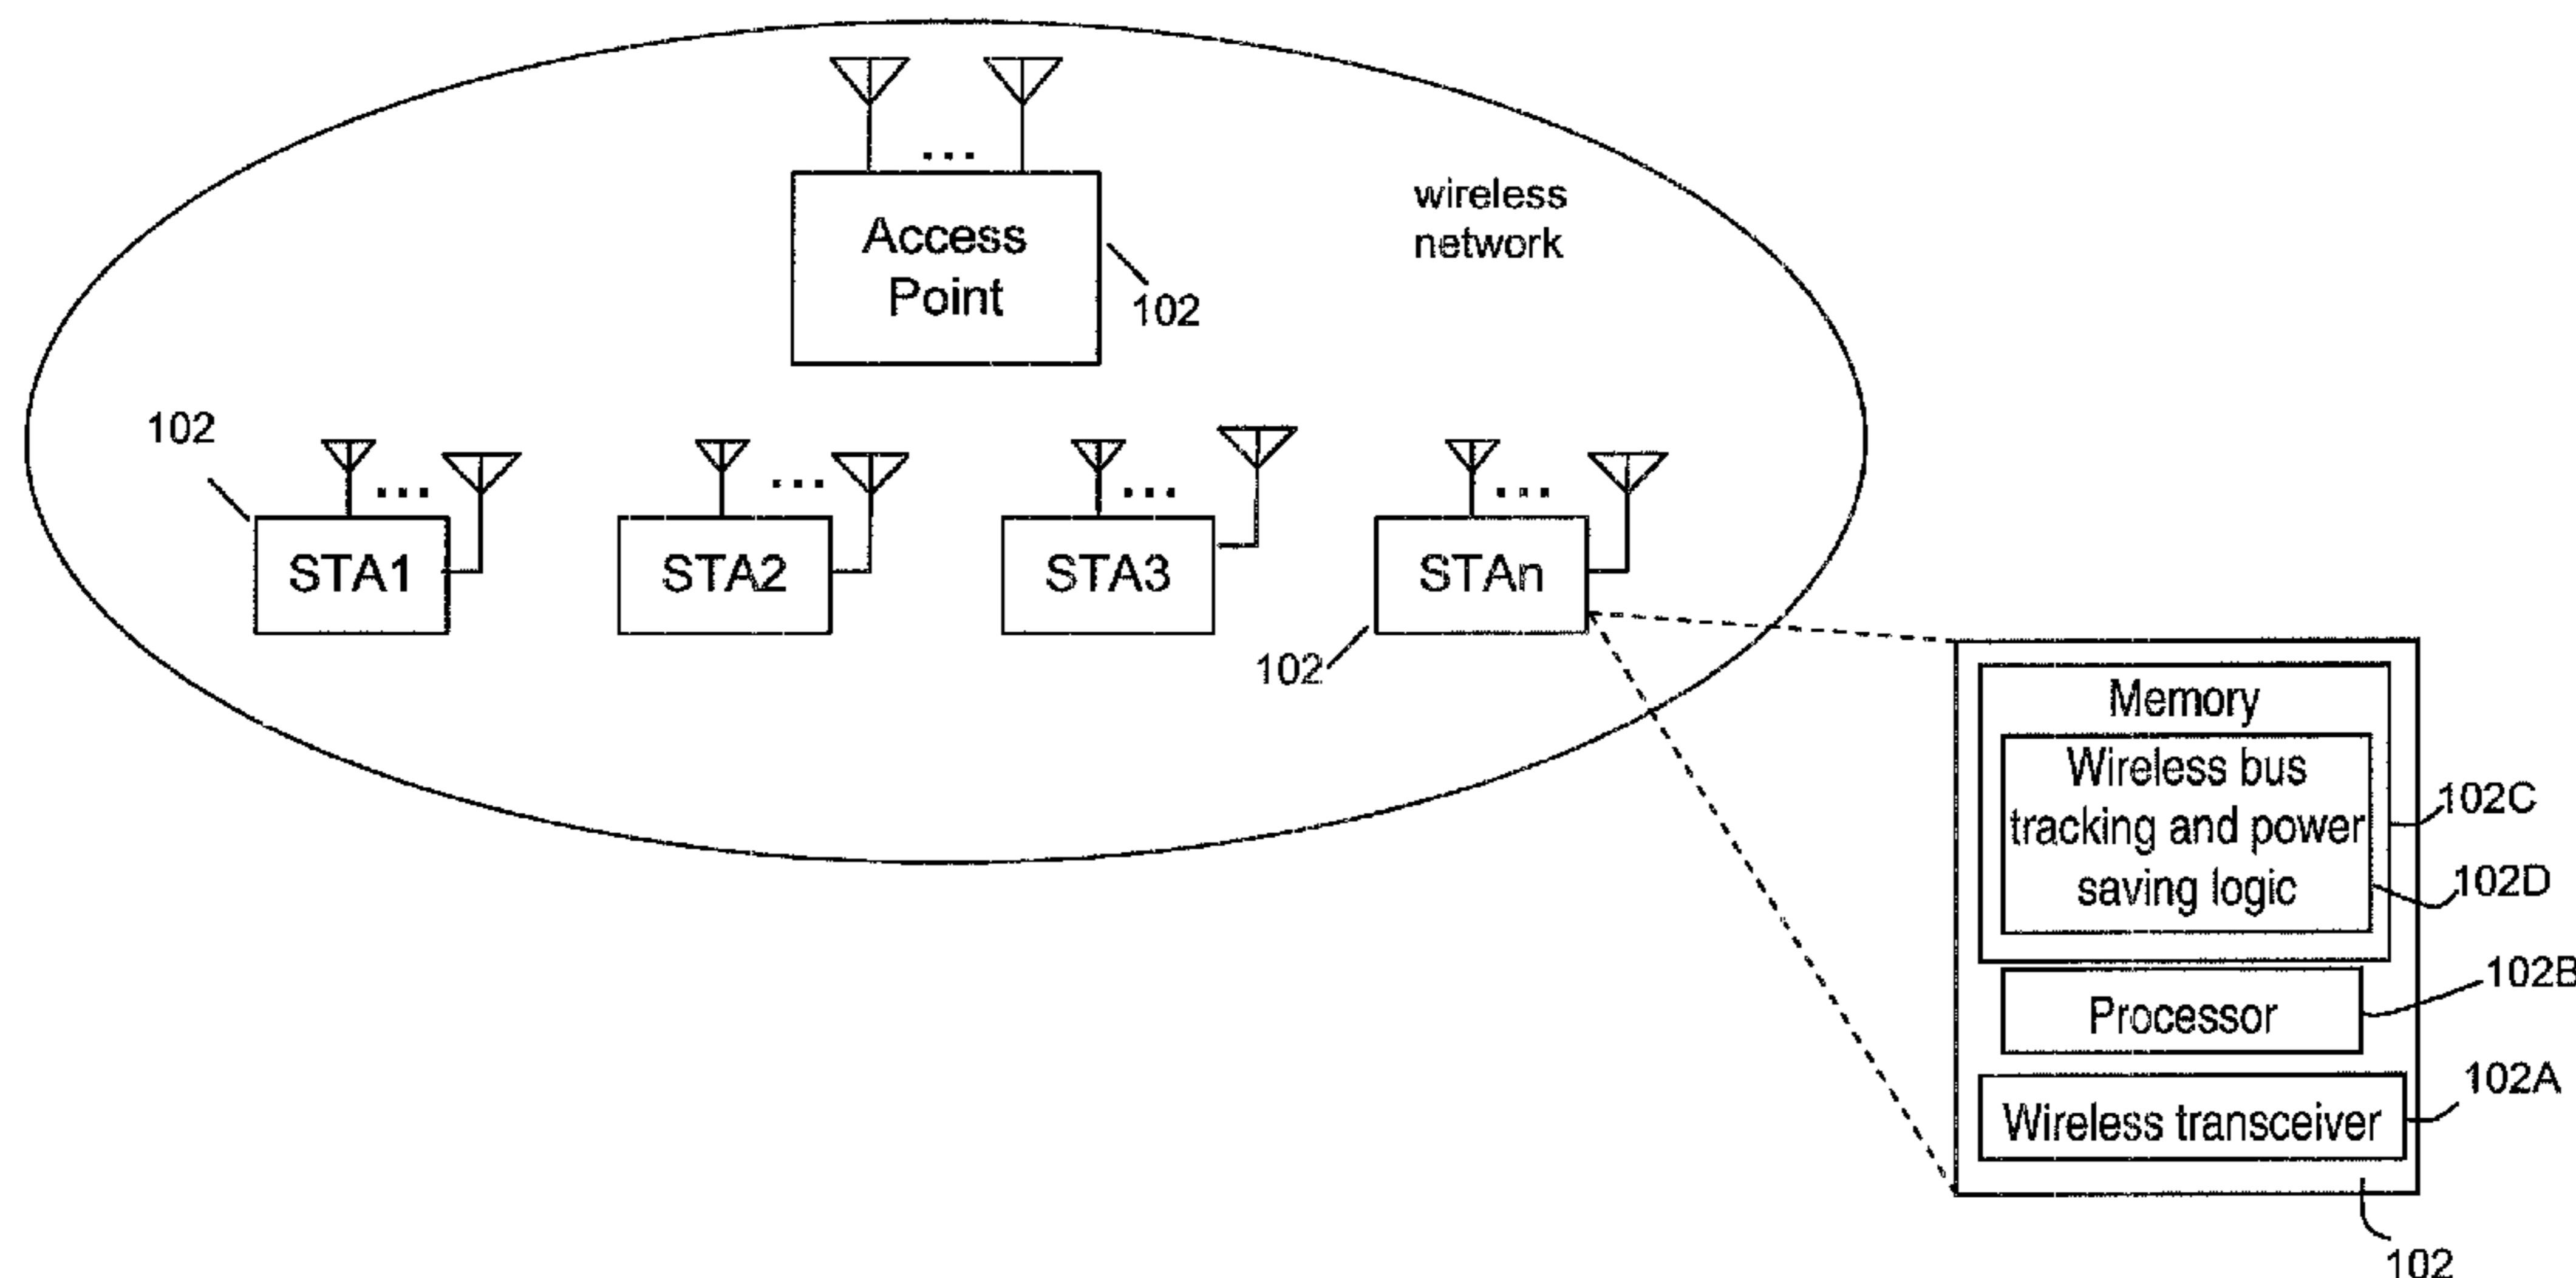 wireless
network
Access
Point
102
102
STA1
STA2
STA3
STAn
102
Memory
Wireless bus
tracking and power
saving logic
102C
102D
Processor
102B
Wireless transceiver
102A
102